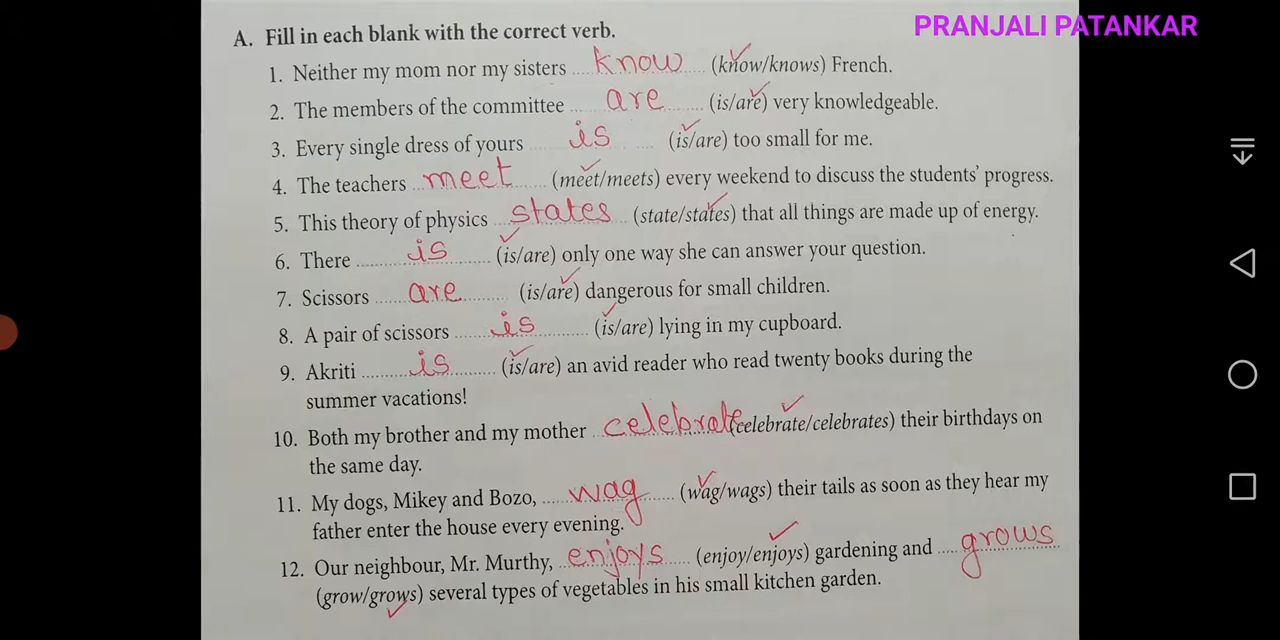 PRANJALI PATANKAR
A. Fill in each blank with the correct verb.
1. Neither my mom nor my sisters ... know ... (know/knows) French.
2. The members of the committee ... are ... (is/are) very knowledgeable.
3. Every single dress of yours ... is ... (is/are) too small for me.
4. The teachers ... meet ... (meet/meets) every weekend to discuss the students' progress.
5. This theory of physics ... states ... (state/states) that all things are made up of energy.
6. There ... is ... (is/are) only one way she can answer your question.
7. Scissors ... are ... (is/are) dangerous for small children.
8. A pair of scissors ... is ... (is/are) lying in my cupboard.
9. Akriti ... is ... (is/are) an avid reader who read twenty books during the
summer vacations!
10. Both my brother and my mother ... celebrate (celebrate/celebrates) their birthdays on
the same day.
11. My dogs, Mikey and Bozo, ... wag ... (wag/wags) their tails as soon as they hear my
father enter the house every evening.
12. Our neighbour, Mr. Murthy, ... enjoys ... (enjoy/enjoys) gardening and ... grows
(grow/grows) several types of vegetables in his small kitchen garden.